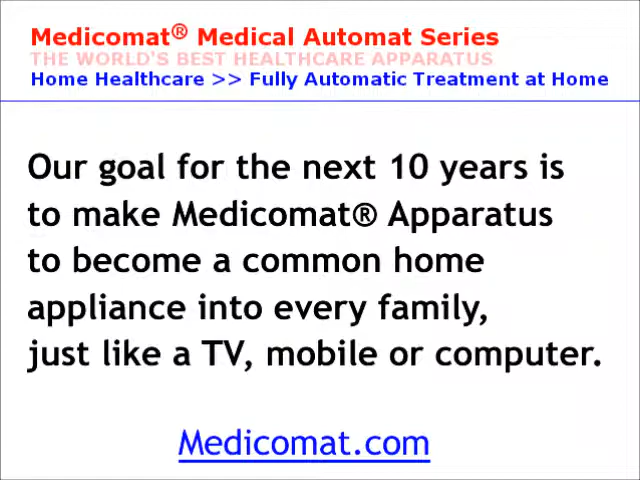 Medicomat® Medical Automat Series
THE WORLD'S BEST HEALTHCARE APPARATUS
Home Healthcare >> Fully Automatic Treatment at Home
Our goal for the next 10 years is
to make Medicomat® Apparatus
to become a common home
appliance into every family,
just like a TV, mobile or computer.
Medicomat.com